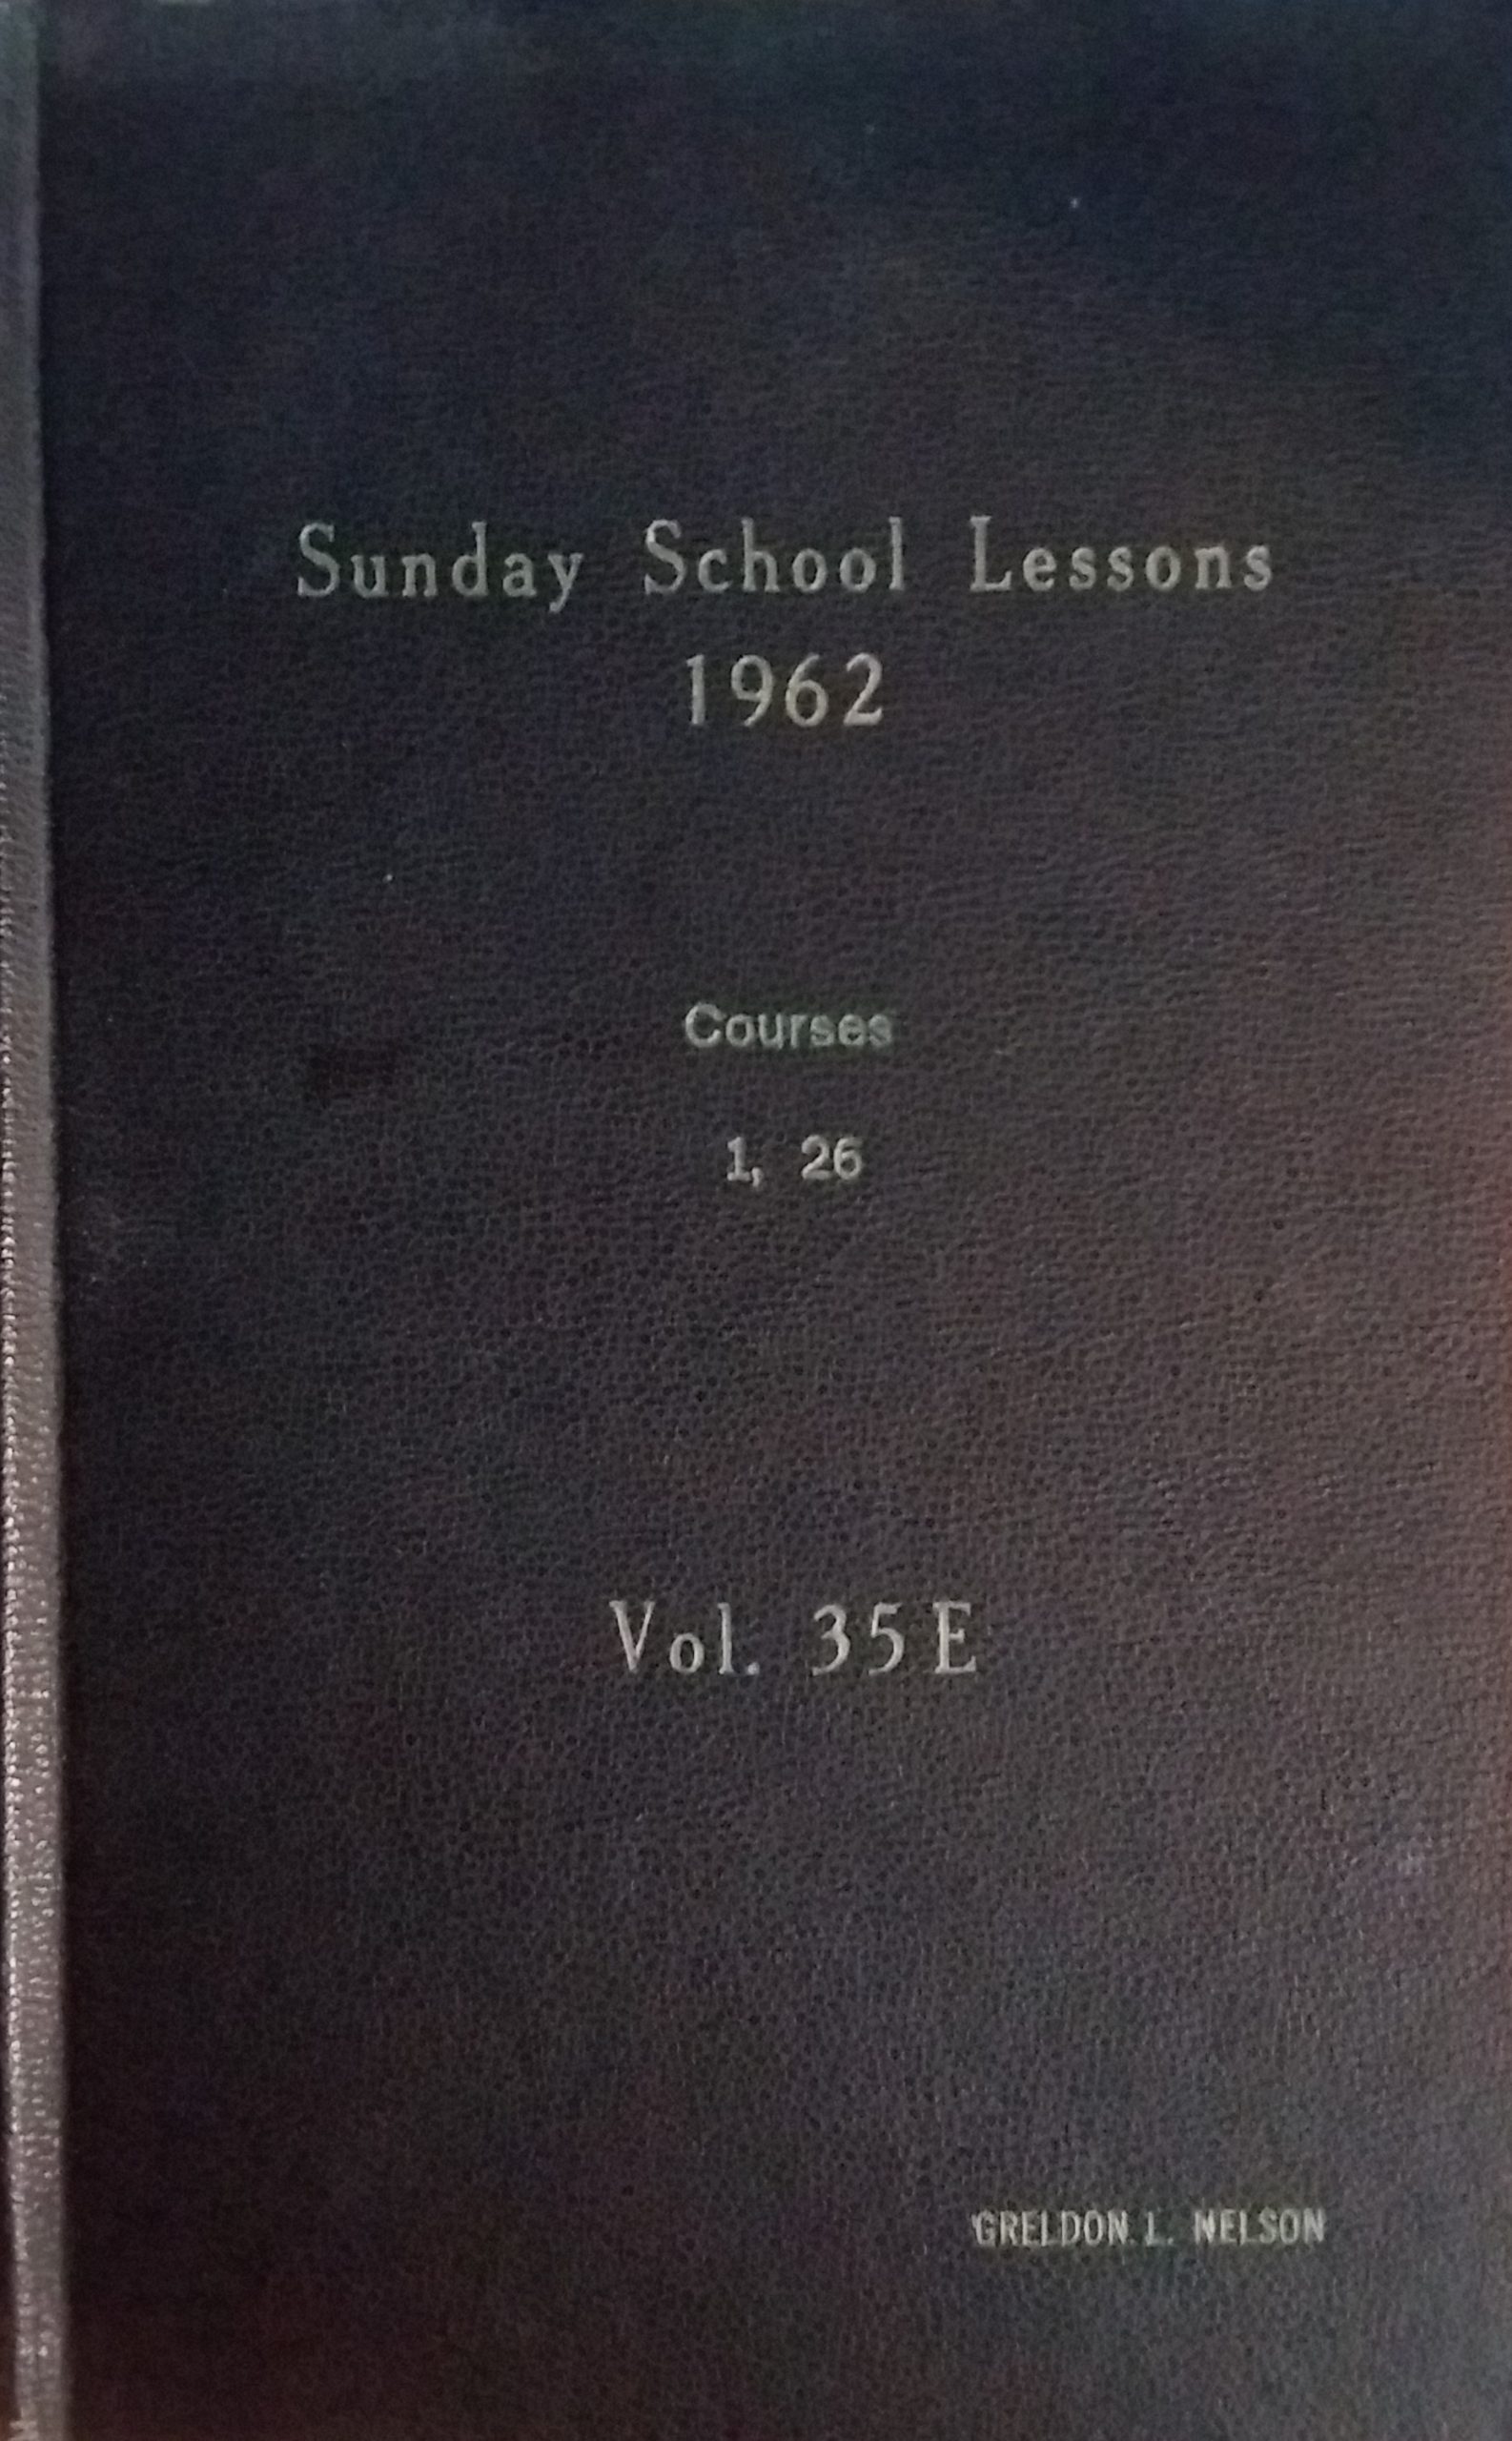 Sunday School Lessons
1962
Courses
1, 26
Vol. 35E
GRELDON L. NELSON